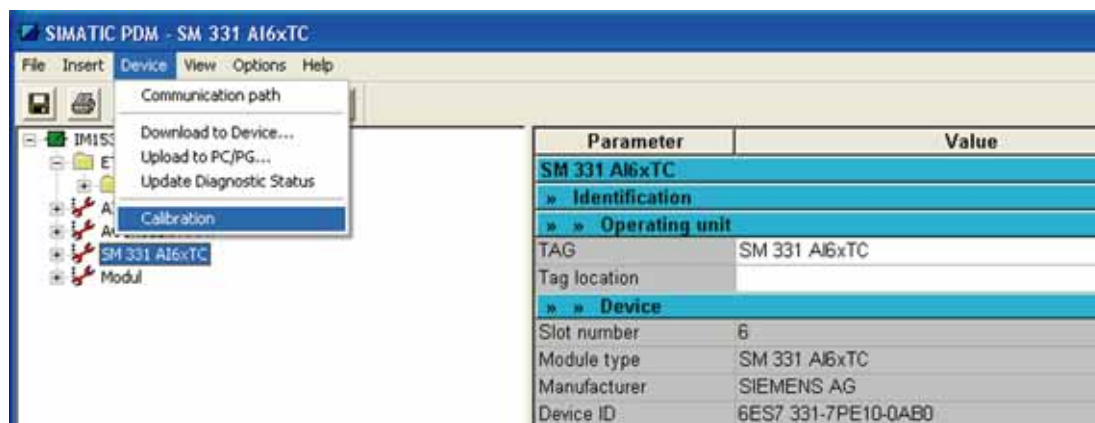 SIMATIC PDM - SM 331 AI6xTC
File Insert Device View Options Help
Communication path
Download to Device...
Upload to PC/PG...
Update Diagnostic Status
Calibration
SM 331 AI6xTC
Modul
Parameter Value
SM 331 AI6xTC
» Identification
» » Operating unit
TAG SM 331 AI6xTC
Tag location
» » Device
Slot number 6
Module type SM 331 AI6xTC
Manufacturer SIEMENS AG
Device ID 6ES7 331-7PE10-0AB0